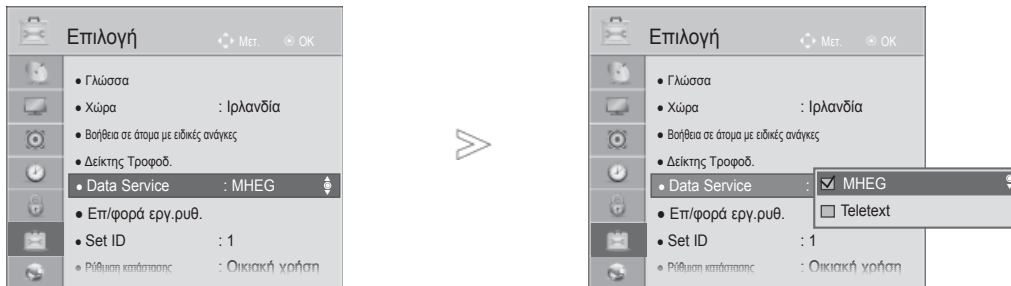 Επιλογή Μετ. OK
• Γλώσσα
• Χώρα : Ιρλανδία
• Βοήθεια σε άτομα με ειδικές ανάγκες
• Δείκτης Τροφοδ.
• Data Service : MHEG
• Επ/φορά εργ.ρυθ.
• Set ID : 1
• Ρύθμιση κατάστασης : Οικιακή χρήση
Επιλογή Μετ. OK
• Γλώσσα
• Χώρα : Ιρλανδία
• Βοήθεια σε άτομα με ειδικές ανάγκες
• Δείκτης Τροφοδ.
• Data Service :
MHEG
Teletext
• Επ/φορά εργ.ρυθ.
• Set ID : 1
• Ρύθμιση κατάστασης : Οικιακή χρήση